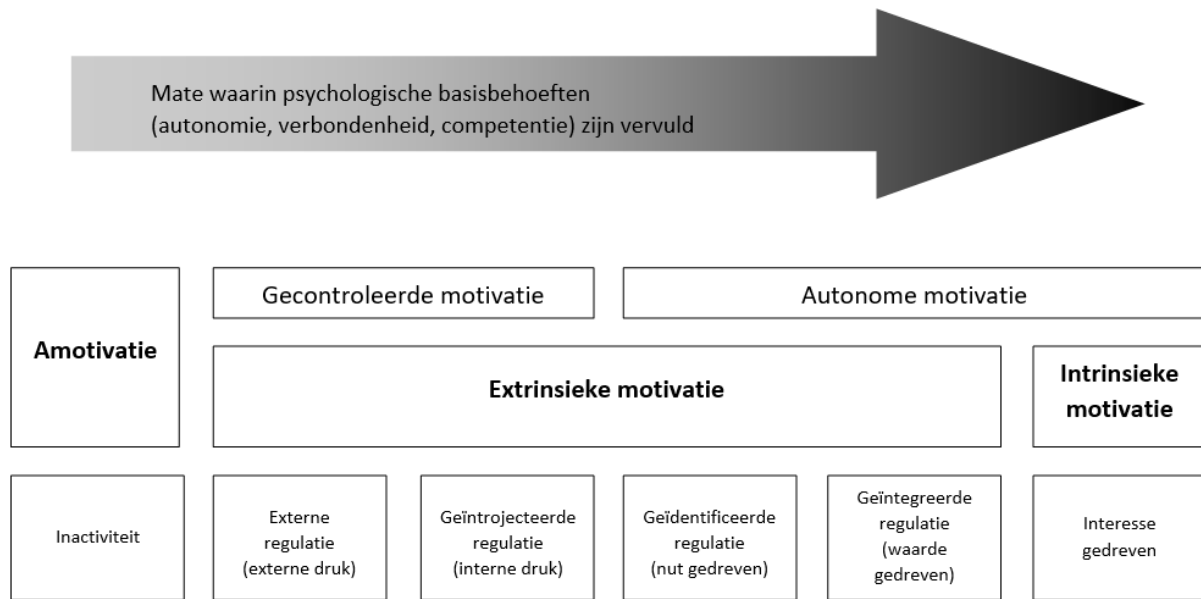 Mate waarin psychologische basisbehoeften
(autonomie, verbondenheid, competentie) zijn vervuld
Gecontroleerde motivatie
Autonome motivatie
Amotivatie
Extrinsieke motivatie
Intrinsieke
motivatie
Inactiviteit
Externe
regulatie
(externe druk)
Geïntrojecteerde
regulatie
(interne druk)
Geïdentificeerde
regulatie
(nut gedreven)
Geïntegreerde
regulatie
(waarde
gedreven)
Interesse
gedreven